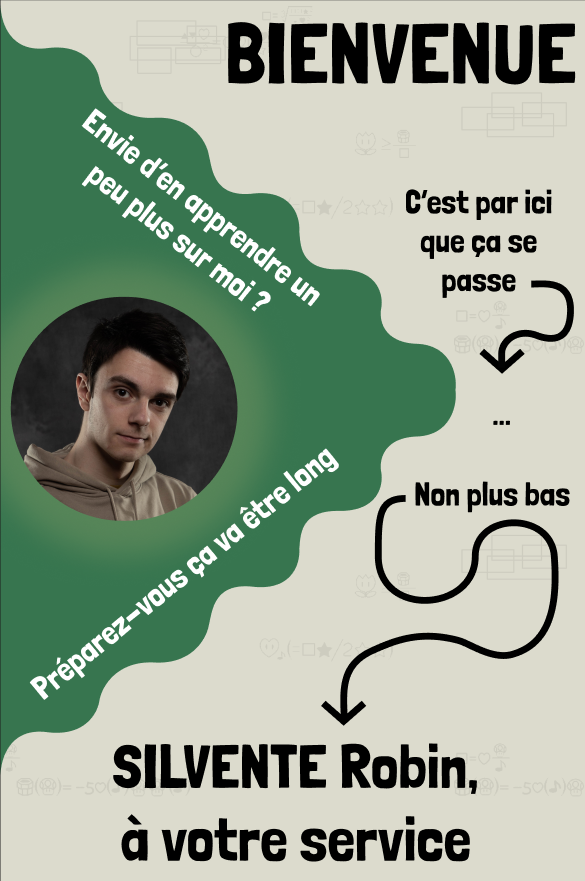 BIENVENUE
Envie d'en apprendre un
peu plus sur moi ?
C'est par ici
que ça se
passe
...
Non plus bas
Préparez-vous ça va être long
SILVENTE Robin,
à votre service